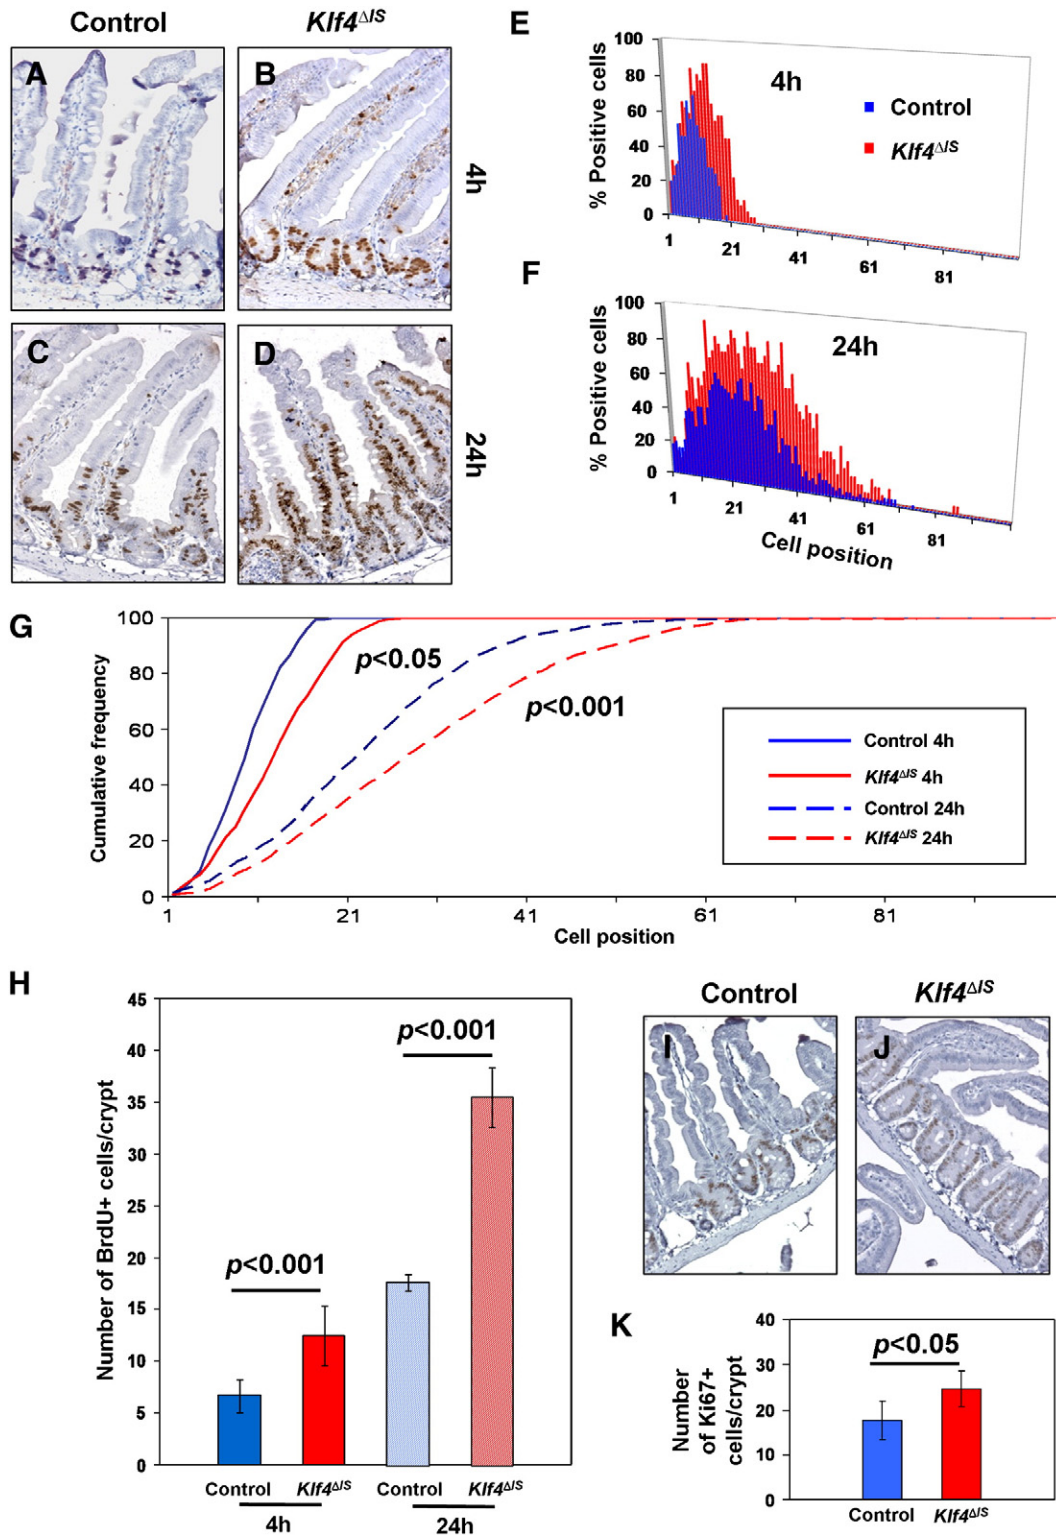 Control
Klf4ΔIS
A
B
4h
C
D
24h
E
100
80
60
40
20
0
% Positive cells
4h
Control
Klf4ΔIS
1
21
41
61
81
F
100
80
60
40
20
0
% Positive cells
24h
1
21
41
61
81
Cell position
G
100
80
60
40
20
0
Cumulative frequency
p<0.05
p<0.001
Control 4h
Klf4ΔIS 4h
Control 24h
Klf4ΔIS 24h
1
21
41
61
81
Cell position
H
45
40
35
30
25
20
15
10
5
0
Number of BrdU+ cells/crypt
p<0.001
p<0.001
Control
Klf4ΔIS
Control
Klf4ΔIS
4h
24h
Control
Klf4ΔIS
I
J
K
40
30
20
10
0
Number
of Ki67+
cells/crypt
p<0.05
Control
Klf4ΔIS